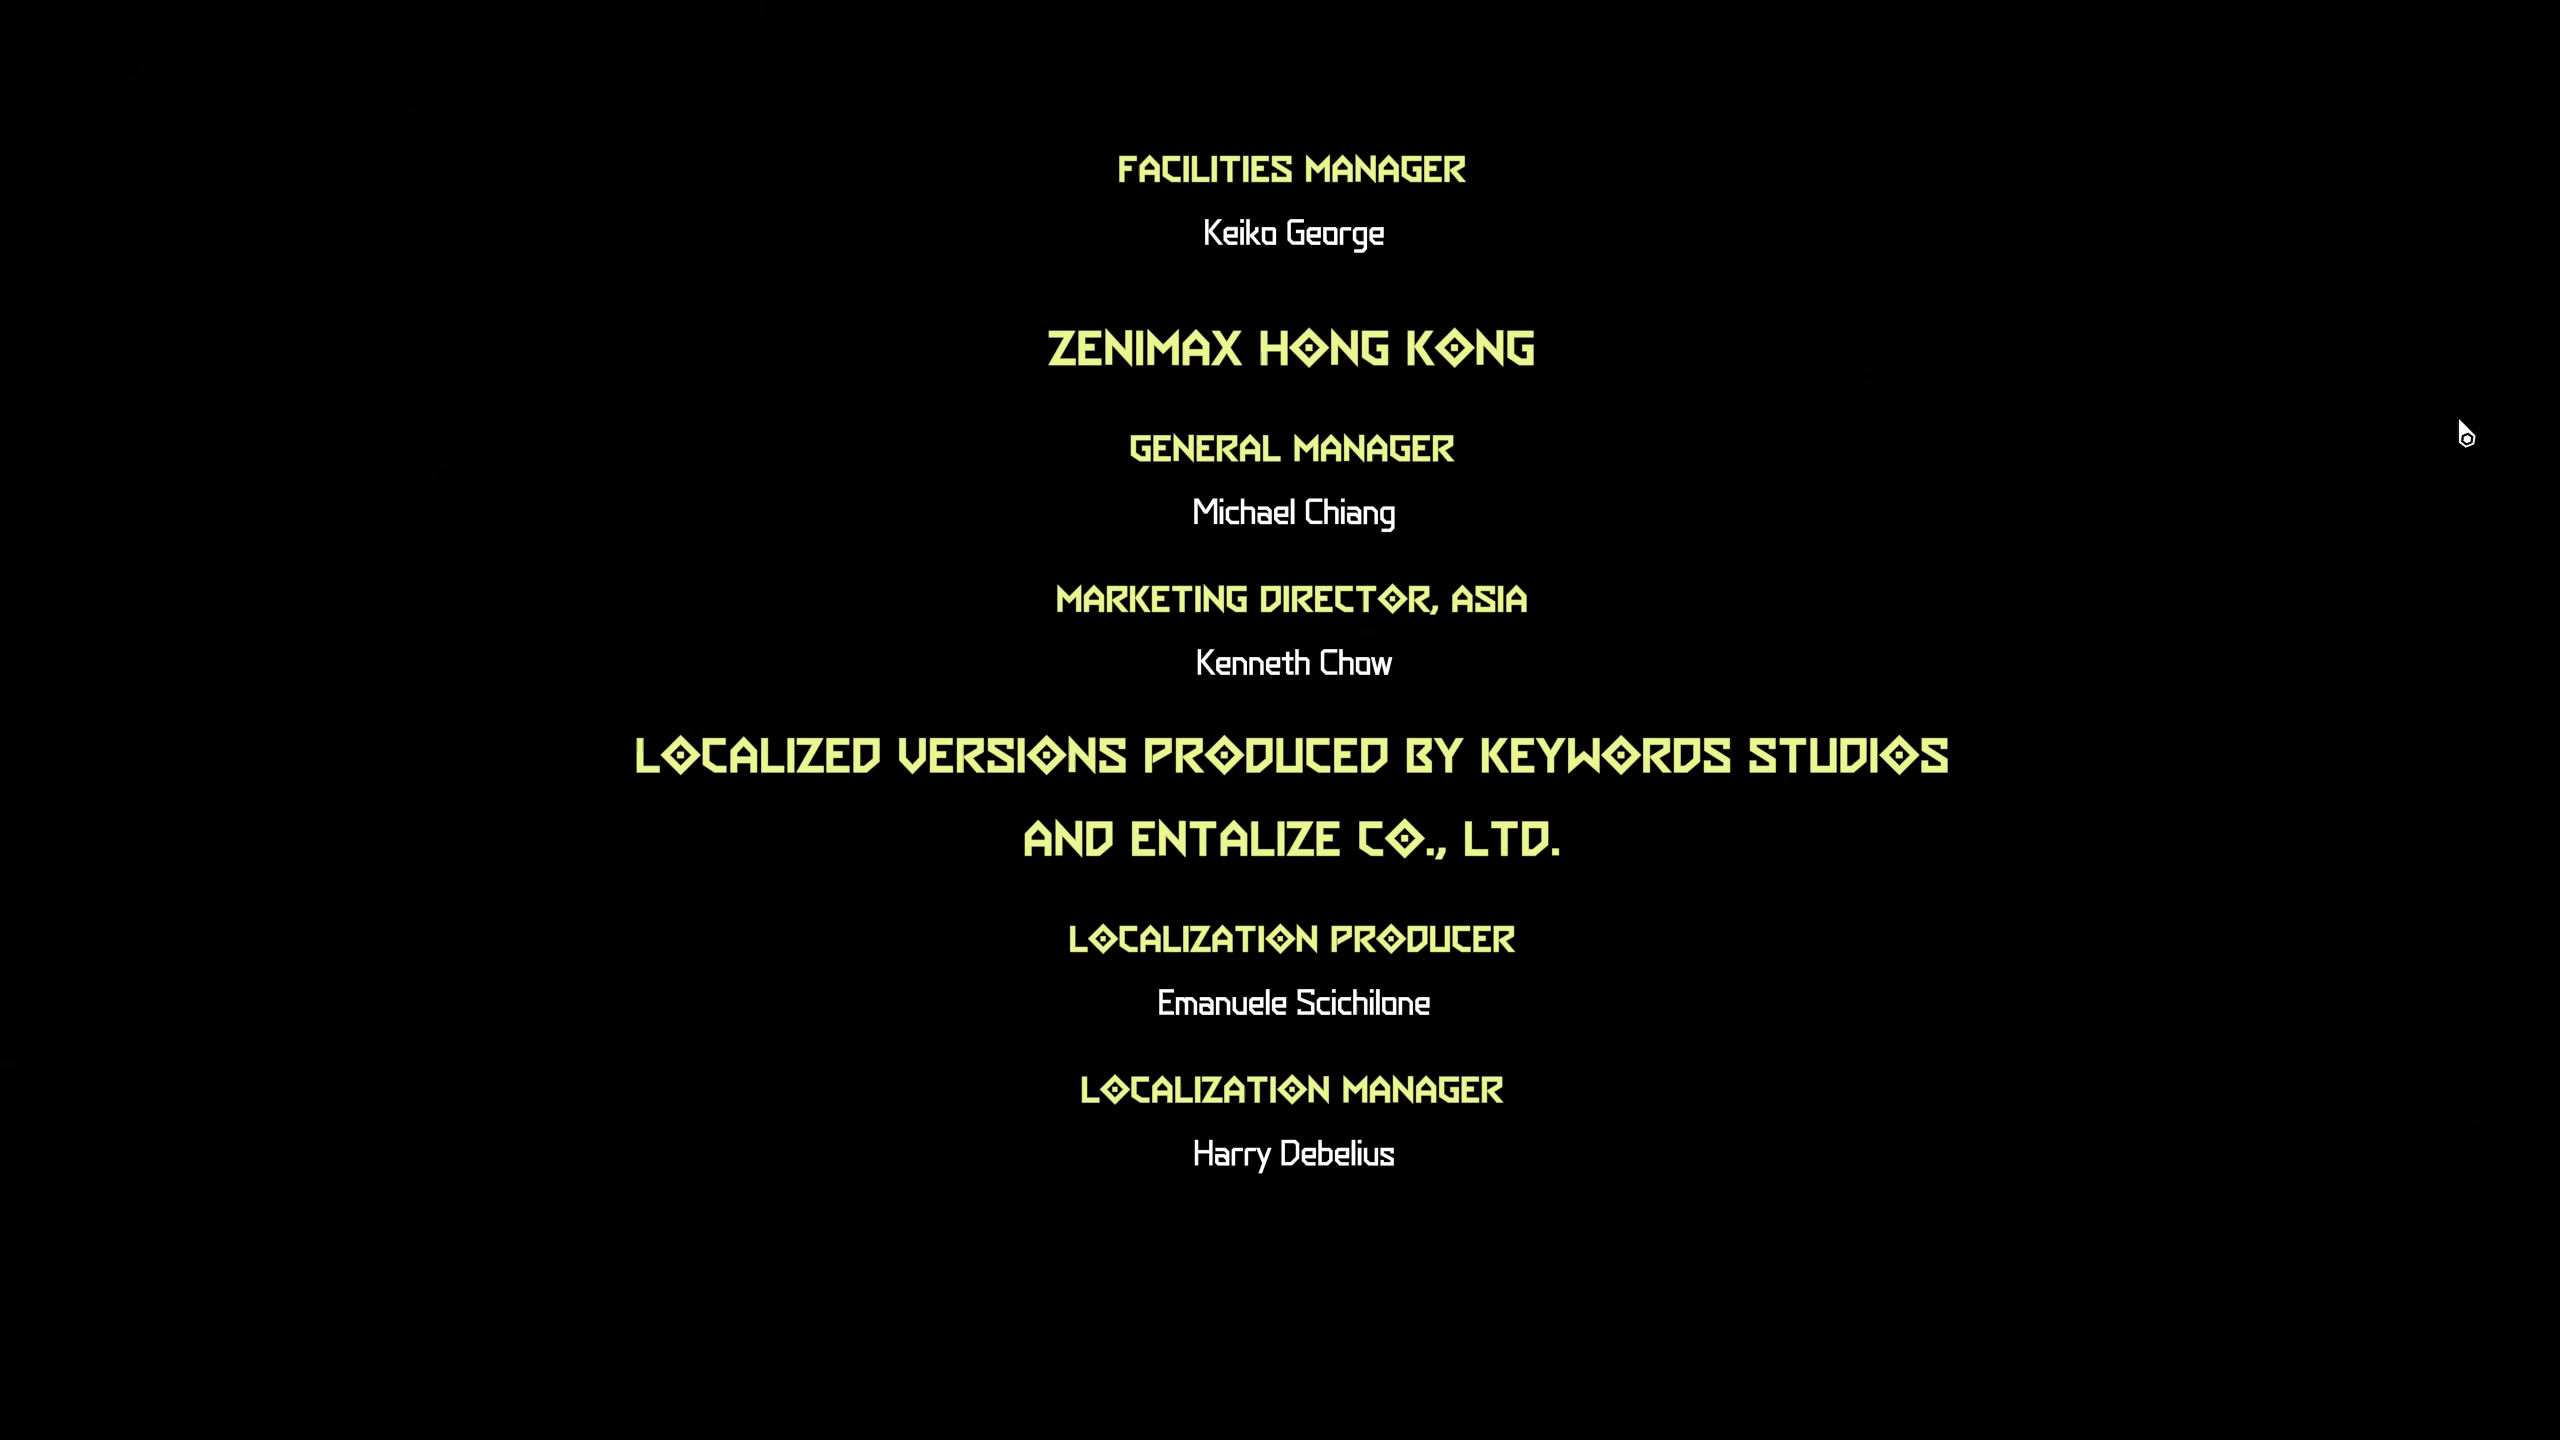 FACILITIES MANAGER
Keiko George
ZENIMAX HONG KONG
GENERAL MANAGER
Michael Chiang
MARKETING DIRECTOR, ASIA
Kenneth Chow
LOCALIZED VERSIONS PRODUCED BY KEYWORDS STUDIOS
AND ENTALIZE CO., LTD.
LOCALIZATION PRODUCER
Emanuele Scichilone
LOCALIZATION MANAGER
Harry Debelius